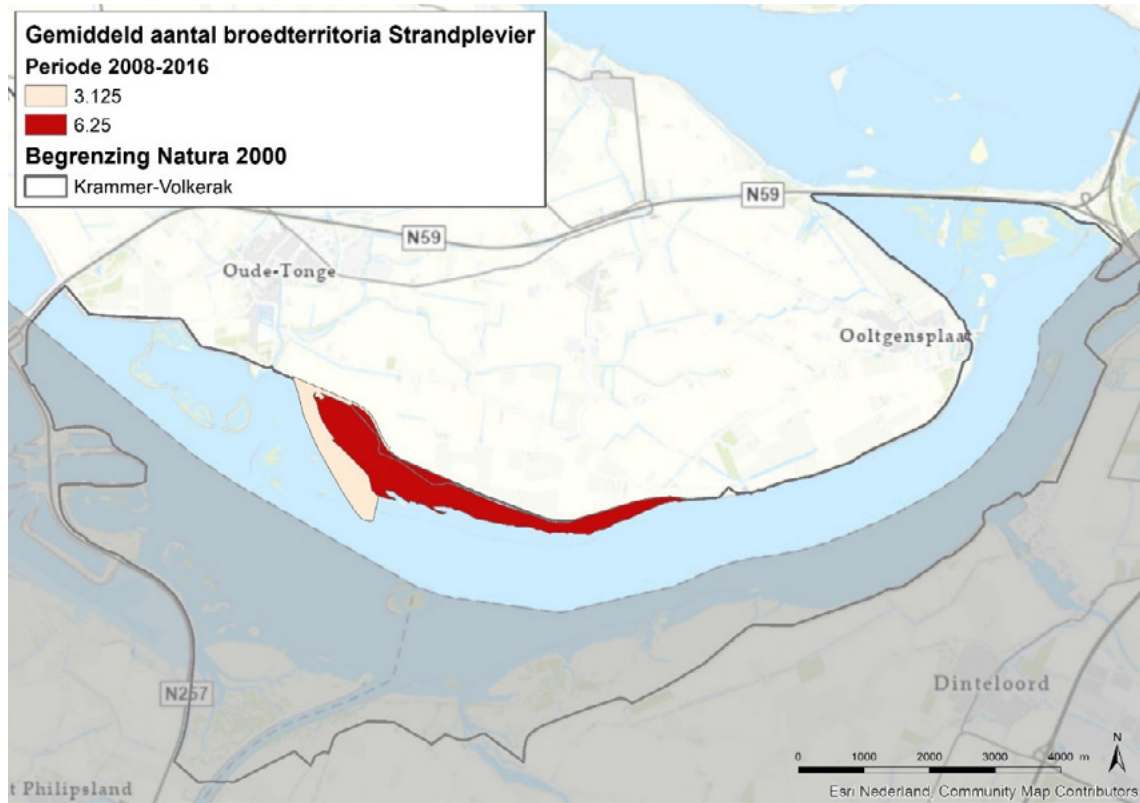 Gemiddeld aantal broedterritoria Strandplevier
Periode 2008-2016
3.125
6.25
Begrenzing Natura 2000
Krammer-Volkerak
N59
N59
Oude-Tonge
Ooltgensplaat
N257
Dinteloord
t Philipsland
0 1000 2000 3000 4000 m
N
Esri Nederland, Community Map Contributors